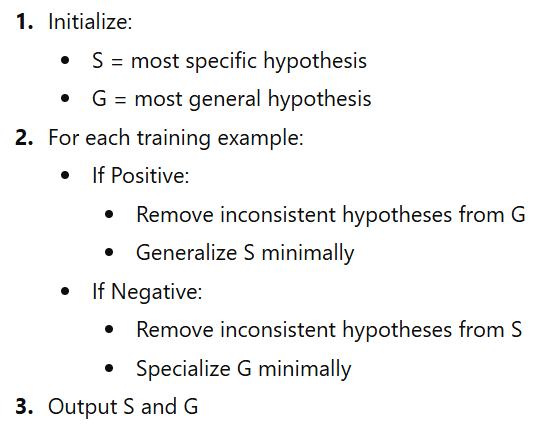 1. Initialize:
• S = most specific hypothesis
• G = most general hypothesis
2. For each training example:
• If Positive:
• Remove inconsistent hypotheses from G
• Generalize S minimally
• If Negative:
• Remove inconsistent hypotheses from S
• Specialize G minimally
3. Output S and G